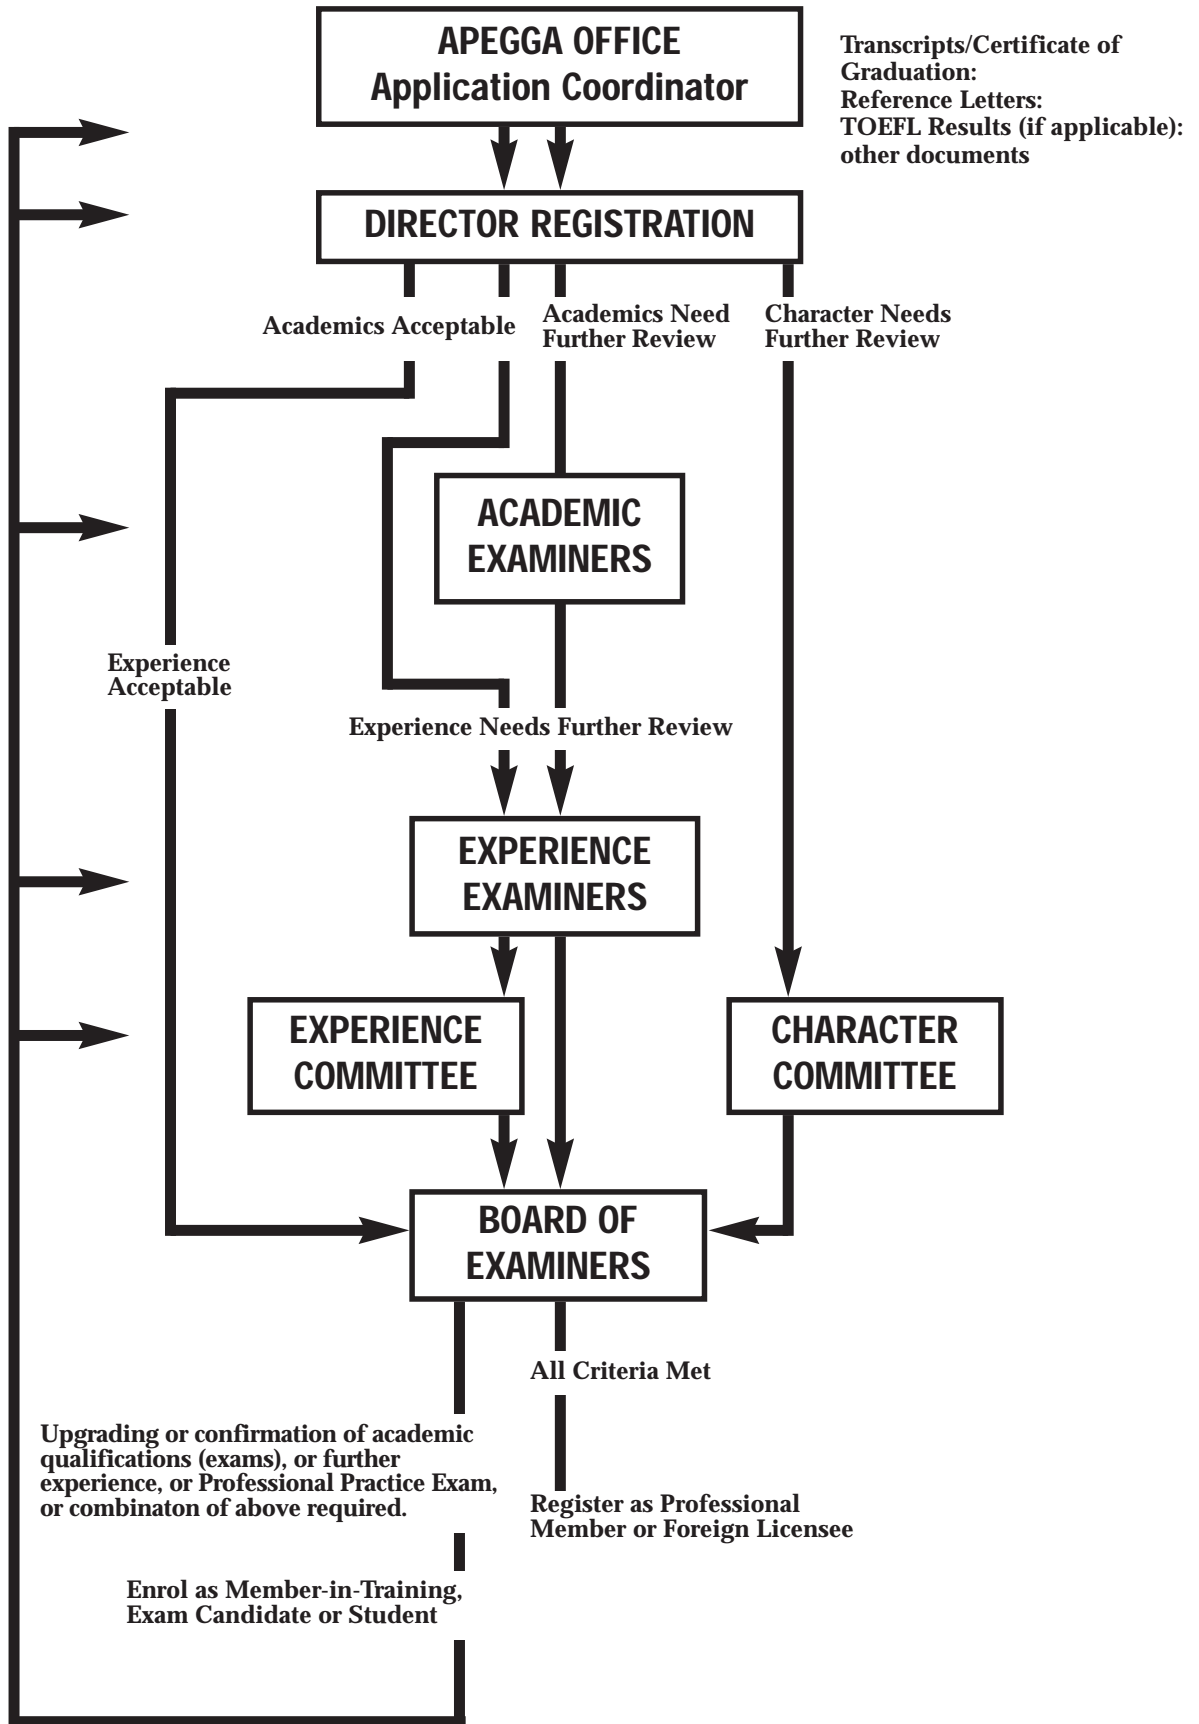 APEGGA OFFICE
Application Coordinator
Transcripts/Certificate of
Graduation:
Reference Letters:
TOEFL Results (if applicable):
other documents
DIRECTOR REGISTRATION
Academics Acceptable
Academics Need
Further Review
Character Needs
Further Review
ACADEMIC
EXAMINERS
Experience
Acceptable
Experience Needs Further Review
EXPERIENCE
EXAMINERS
EXPERIENCE
COMMITTEE
CHARACTER
COMMITTEE
BOARD OF
EXAMINERS
All Criteria Met
Upgrading or confirmation of academic
qualifications (exams), or further
experience, or Professional Practice Exam,
or combinaton of above required.
Register as Professional
Member or Foreign Licensee
Enrol as Member-in-Training,
Exam Candidate or Student